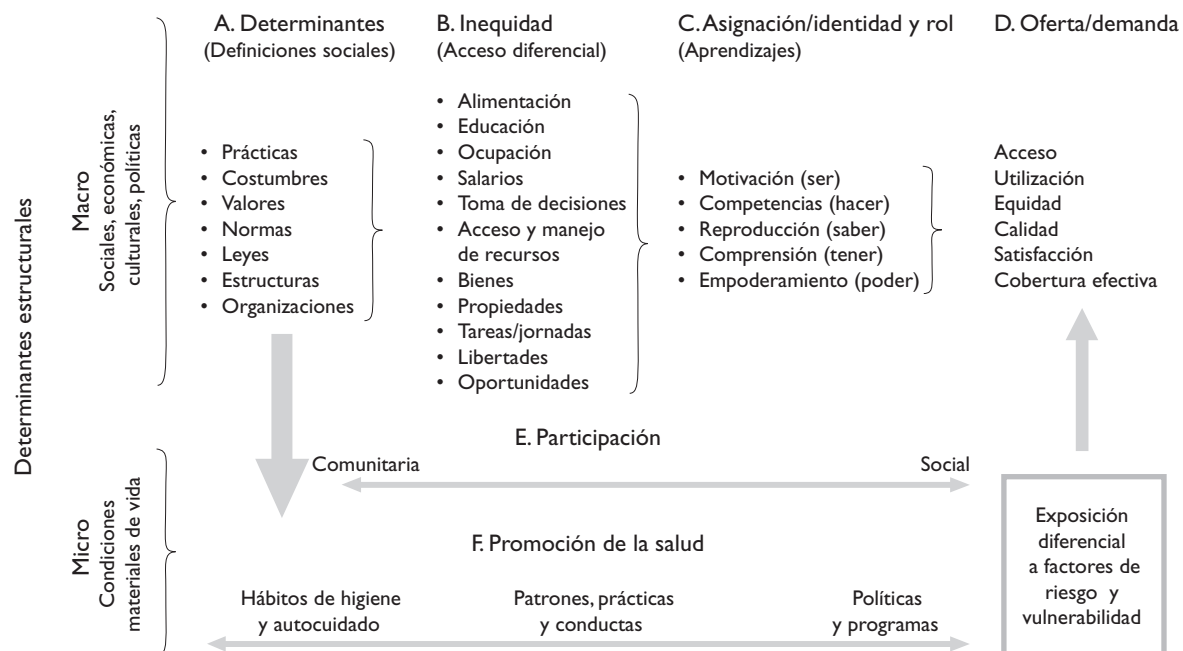 Determinantes estructurales
Macro
Sociales, económicas,
culturales, políticas
A. Determinantes
(Definiciones sociales)
• Prácticas
• Costumbres
• Valores
• Normas
• Leyes
• Estructuras
• Organizaciones
B. Inequidad
(Acceso diferencial)
• Alimentación
• Educación
• Ocupación
• Salarios
• Toma de decisiones
• Acceso y manejo
de recursos
• Bienes
• Propiedades
• Tareas/jornadas
• Libertades
• Oportunidades
C. Asignación/identidad y rol
(Aprendizajes)
• Motivación (ser)
• Competencias (hacer)
• Reproducción (saber)
• Comprensión (tener)
• Empoderamiento (poder)
D. Oferta/demanda
Acceso
Utilización
Equidad
Calidad
Satisfacción
Cobertura efectiva
Micro
Condiciones
materiales de vida
E. Participación
Comunitaria
Social
F. Promoción de la salud
Hábitos de higiene
y autocuidado
Patrones, prácticas
y conductas
Políticas
y programas
Exposición
diferencial
a factores de
riesgo y
vulnerabilidad